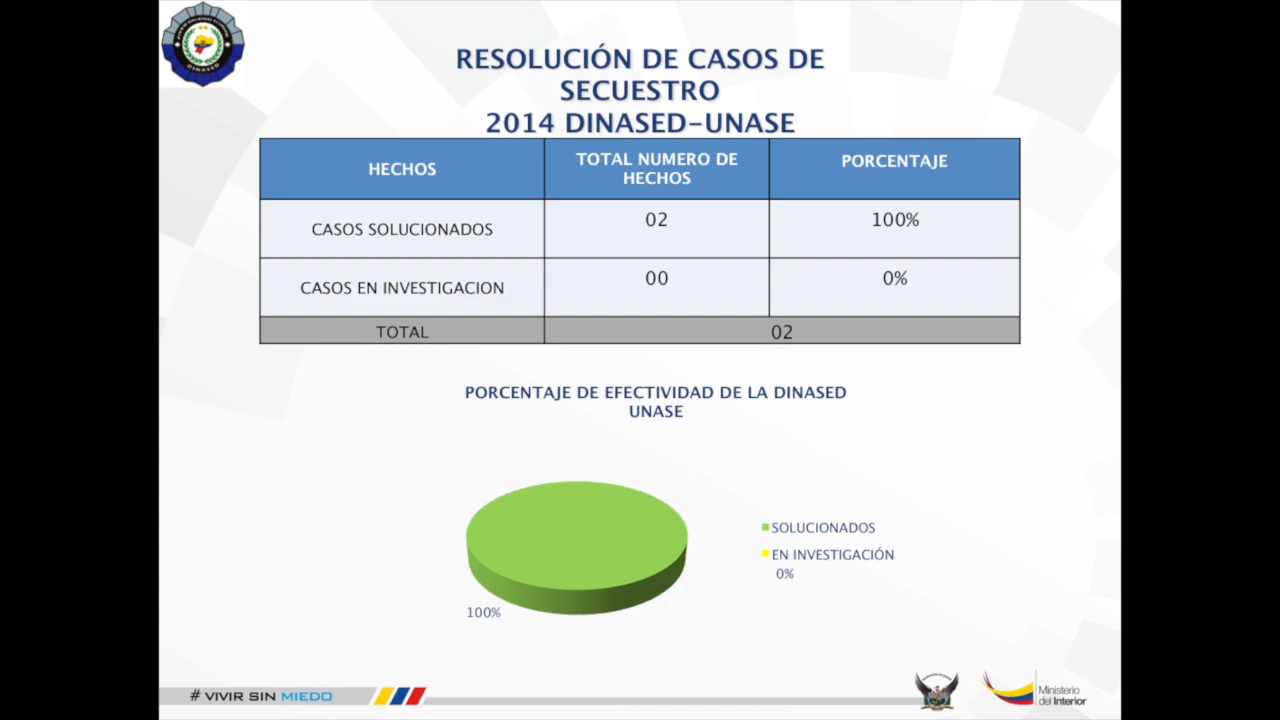 RESOLUCIÓN DE CASOS DE
SECUESTRO
2014 DINASED-UNASE
HECHOS
TOTAL NUMERO DE
HECHOS
PORCENTAJE
CASOS SOLUCIONADOS
02
100%
CASOS EN INVESTIGACION
00
0%
TOTAL
02
PORCENTAJE DE EFECTIVIDAD DE LA DINASED
UNASE
SOLUCIONADOS
EN INVESTIGACIÓN
0%
100%
# VIVIR SIN MIEDO
Ministerio
del Interior
DINASED